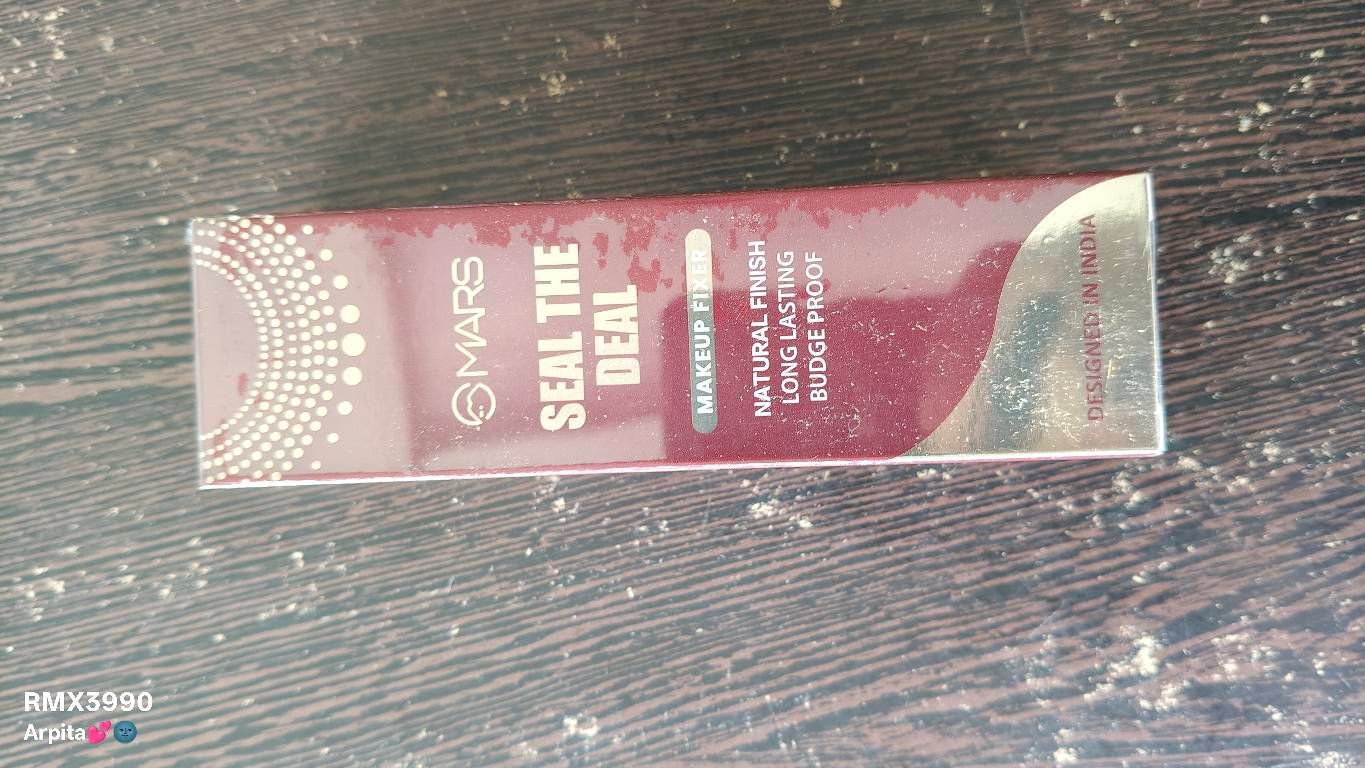 MARS
SEAL THE
DEAL
MAKEUP FIXER
NATURAL FINISH
LONG LASTING
BUDGE PROOF
DESIGNED IN INDIA
RMX3990
Arpita💕🌚